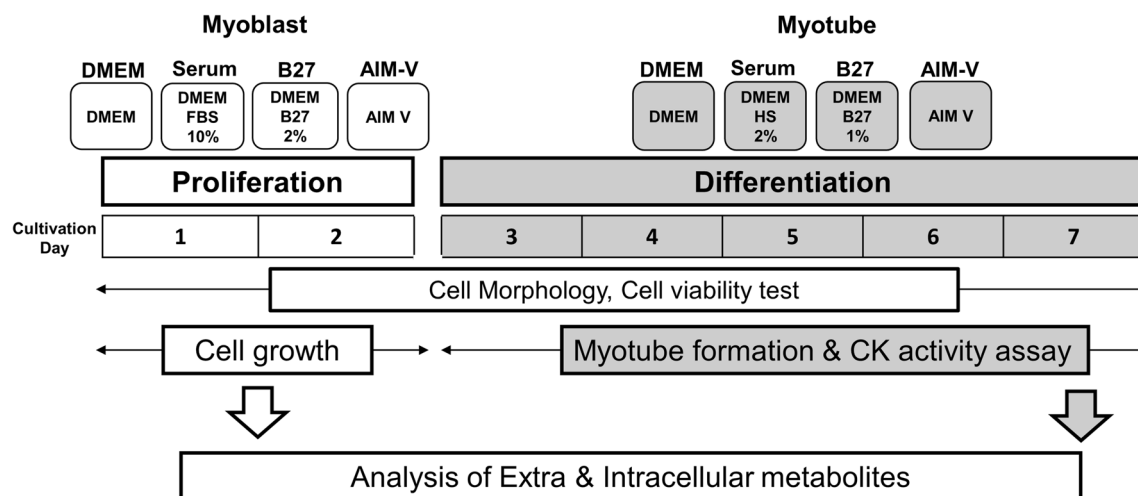 Myoblast
Myotube
DMEM Serum B27 AIM-V
DMEM
DMEM
FBS
10%
DMEM
B27
2%
AIM V
DMEM Serum B27 AIM-V
DMEM
DMEM
HS
2%
DMEM
B27
1%
AIM V
Proliferation
Differentiation
Cultivation
Day
1 2 3 4 5 6 7
Cell Morphology, Cell viability test
Cell growth
Myotube formation & CK activity assay
Analysis of Extra & Intracellular metabolites